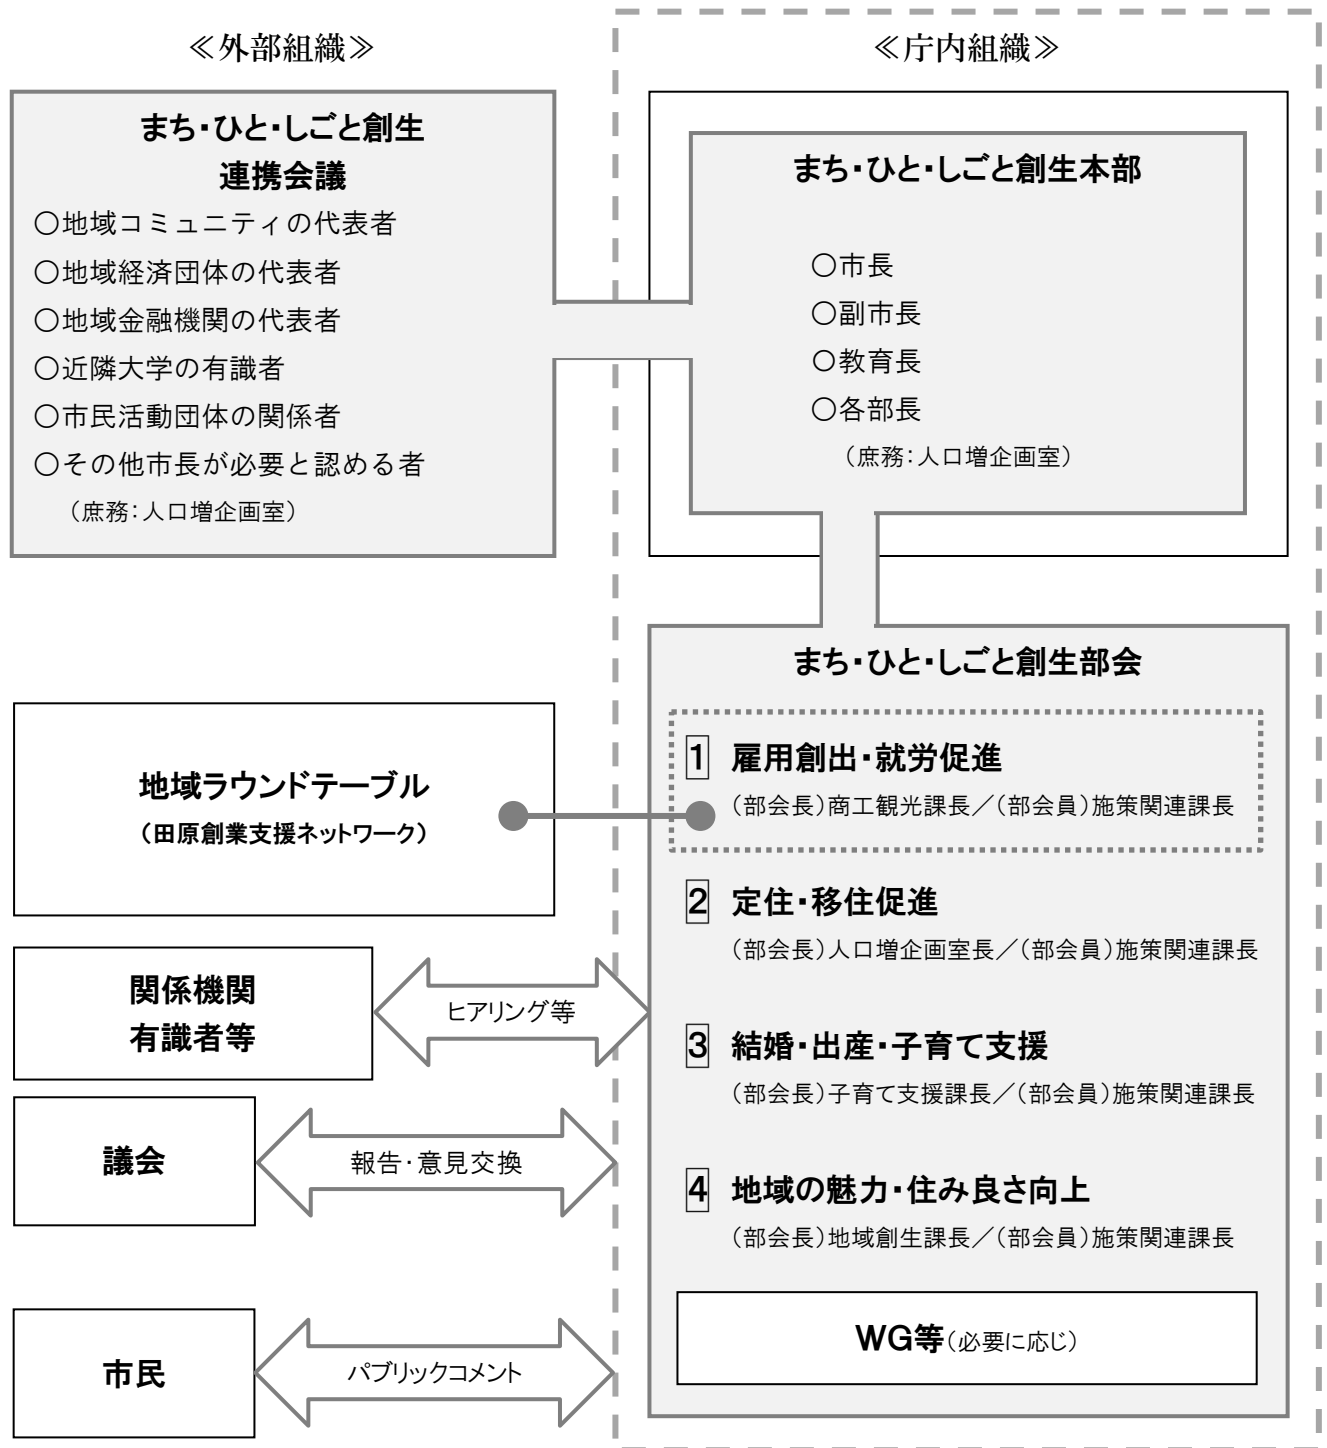 ≪外部組織≫
まち・ひと・しごと創生
連携会議
○地域コミュニティの代表者
○地域経済団体の代表者
○地域金融機関の代表者
○近隣大学の有識者
○市民活動団体の関係者
○その他市長が必要と認める者
（庶務：人口増企画室）
≪庁内組織≫
まち・ひと・しごと創生本部
○市長
○副市長
○教育長
○各部長
（庶務：人口増企画室）
まち・ひと・しごと創生部会
1 雇用創出・就労促進
（部会長）商工観光課長／（部会員）施策関連課長
2 定住・移住促進
（部会長）人口増企画室長／（部会員）施策関連課長
3 結婚・出産・子育て支援
（部会長）子育て支援課長／（部会員）施策関連課長
4 地域の魅力・住み良さ向上
（部会長）地域創生課長／（部会員）施策関連課長
WG等（必要に応じ）
地域ラウンドテーブル
（田原創業支援ネットワーク）
関係機関
有識者等
ヒアリング等
議会
報告・意見交換
市民
パブリックコメント